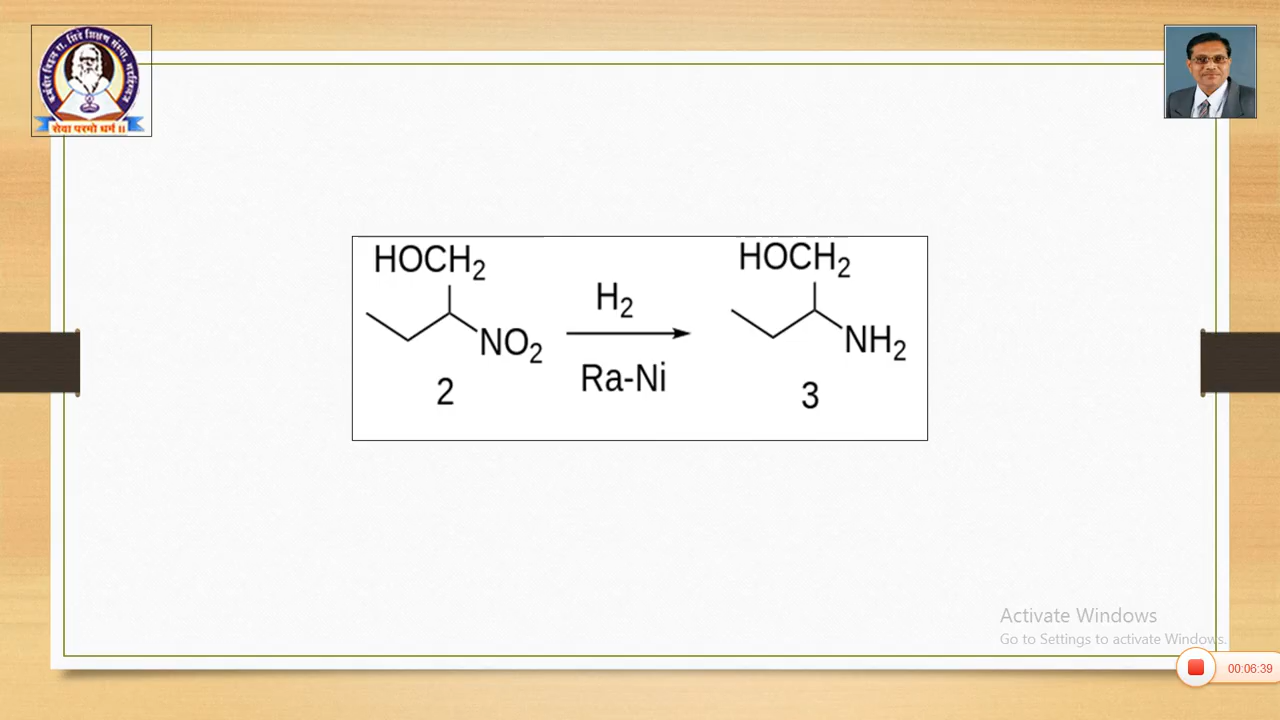 सेवा परमो धर्मः ॥
HOCH2
NO2
2
H2
Ra-Ni
HOCH2
NH2
3
Activate Windows
Go to Settings to activate Windows.
00:06:39